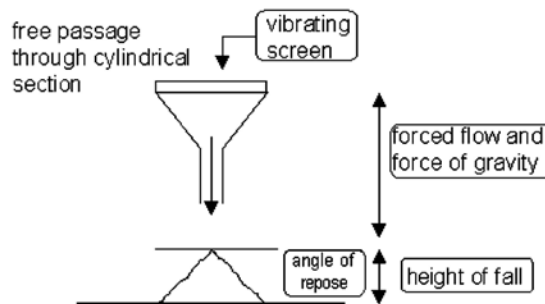 free passage
through cylindrical
section
vibrating
screen
forced flow and
force of gravity
angle of
repose
height of fall